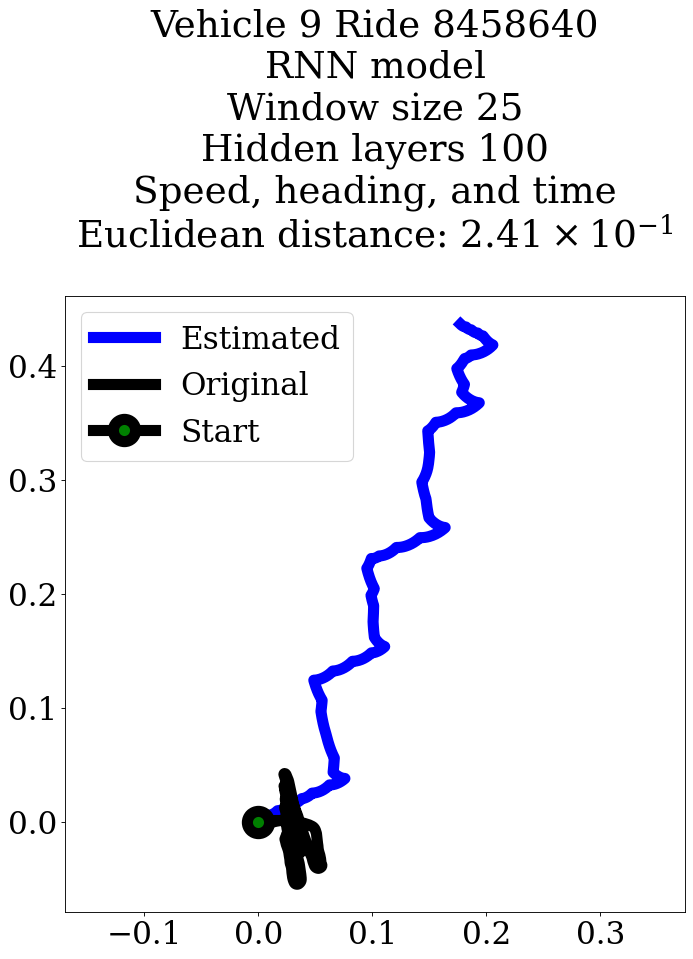 Vehicle 9 Ride 8458640
RNN model
Window size 25
Hidden layers 100
Speed, heading, and time
Euclidean distance: 2.41 × 10⁻¹
Estimated
Original
Start
0.4
0.3
0.2
0.1
0.0
−0.1 0.0 0.1 0.2 0.3